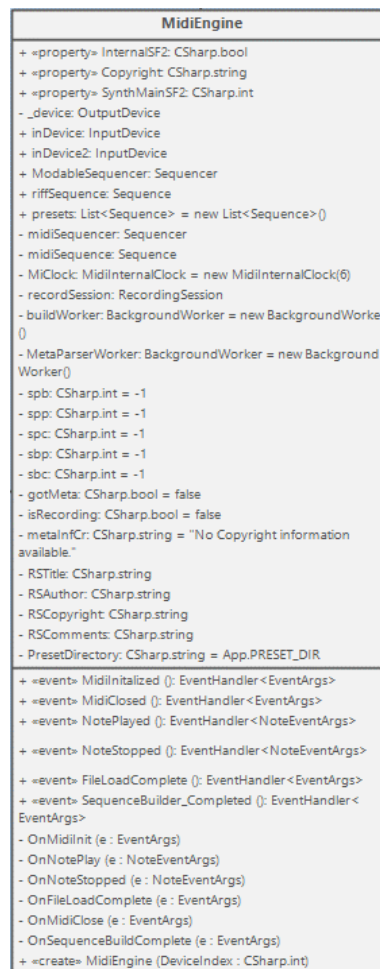 MidiEngine
+ «property» InternalSF2: CSharp.bool
+ «property» Copyright: CSharp.string
+ «property» SynthMainSF2: CSharp.int
- _device: OutputDevice
+ inDevice: InputDevice
+ inDevice2: InputDevice
+ ModableSequencer: Sequencer
+ riffSequence: Sequence
+ presets: List<Sequence> = new List<Sequence>()
- midiSequencer: Sequencer
- midiSequence: Sequence
- MiClock: MidiInternalClock = new MidiInternalClock(6)
- recordSession: RecordingSession
- buildWorker: BackgroundWorker = new BackgroundWorke
()
- MetaParserWorker: BackgroundWorker = new Background
Worker()
- spb: CSharp.int = -1
- spp: CSharp.int = -1
- spc: CSharp.int = -1
- sbp: CSharp.int = -1
- sbc: CSharp.int = -1
- gotMeta: CSharp.bool = false
- isRecording: CSharp.bool = false
- metaInfCr: CSharp.string = "No Copyright information
available."
- RSTitle: CSharp.string
- RSAuthor: CSharp.string
- RSCopyright: CSharp.string
- RSComments: CSharp.string
- PresetDirectory: CSharp.string = App.PRESET_DIR
+ «event» MidiInitalized (): EventHandler<EventArgs>
+ «event» MidiClosed (): EventHandler<EventArgs>
+ «event» NotePlayed (): EventHandler<NoteEventArgs>
+ «event» NoteStopped (): EventHandler<NoteEventArgs>
+ «event» FileLoadComplete (): EventHandler<EventArgs>
+ «event» SequenceBuilder_Completed (): EventHandler<
EventArgs>
- OnMidiInit (e : EventArgs)
- OnNotePlay (e : NoteEventArgs)
- OnNoteStopped (e : NoteEventArgs)
- OnFileLoadComplete (e : EventArgs)
- OnMidiClose (e : EventArgs)
- OnSequenceBuildComplete (e : EventArgs)
+ «create» MidiEngine (DeviceIndex : CSharp.int)